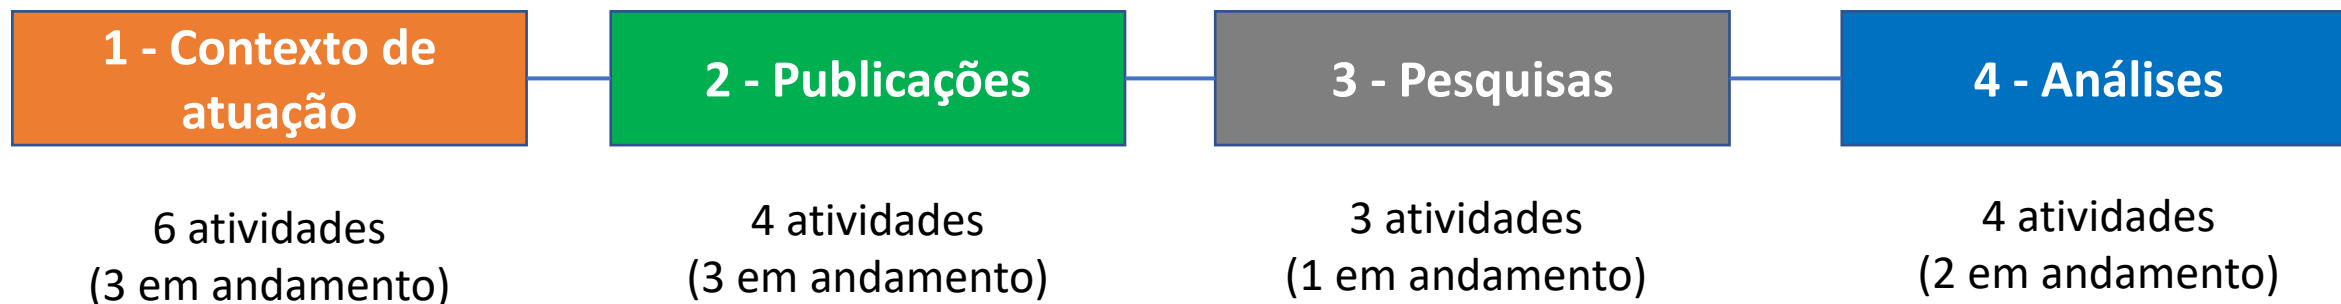 1 - Contexto de
atuação
2 - Publicações
3 - Pesquisas
4 - Análises
6 atividades
(3 em andamento)
4 atividades
(3 em andamento)
3 atividades
(1 em andamento)
4 atividades
(2 em andamento)